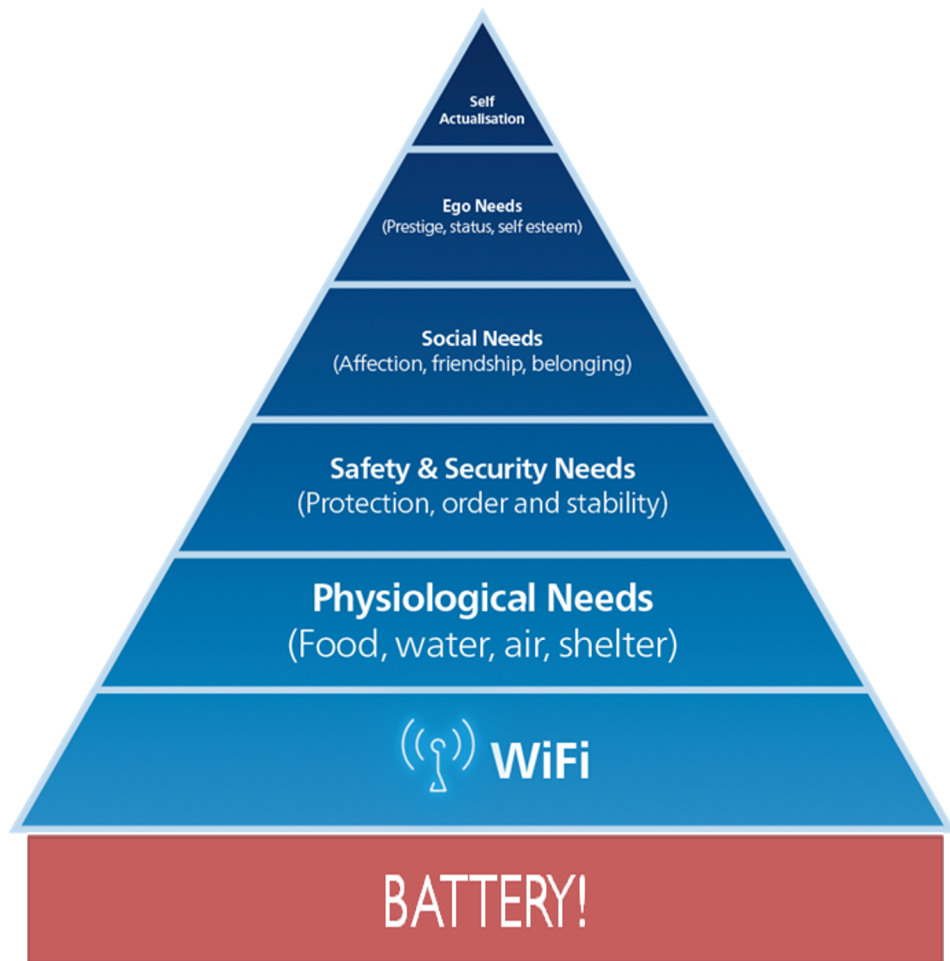 Self
Actualisation
Ego Needs
(Prestige, status, self esteem)
Social Needs
(Affection, friendship, belonging)
Safety & Security Needs
(Protection, order and stability)
Physiological Needs
(Food, water, air, shelter)
WiFi
BATTERY!